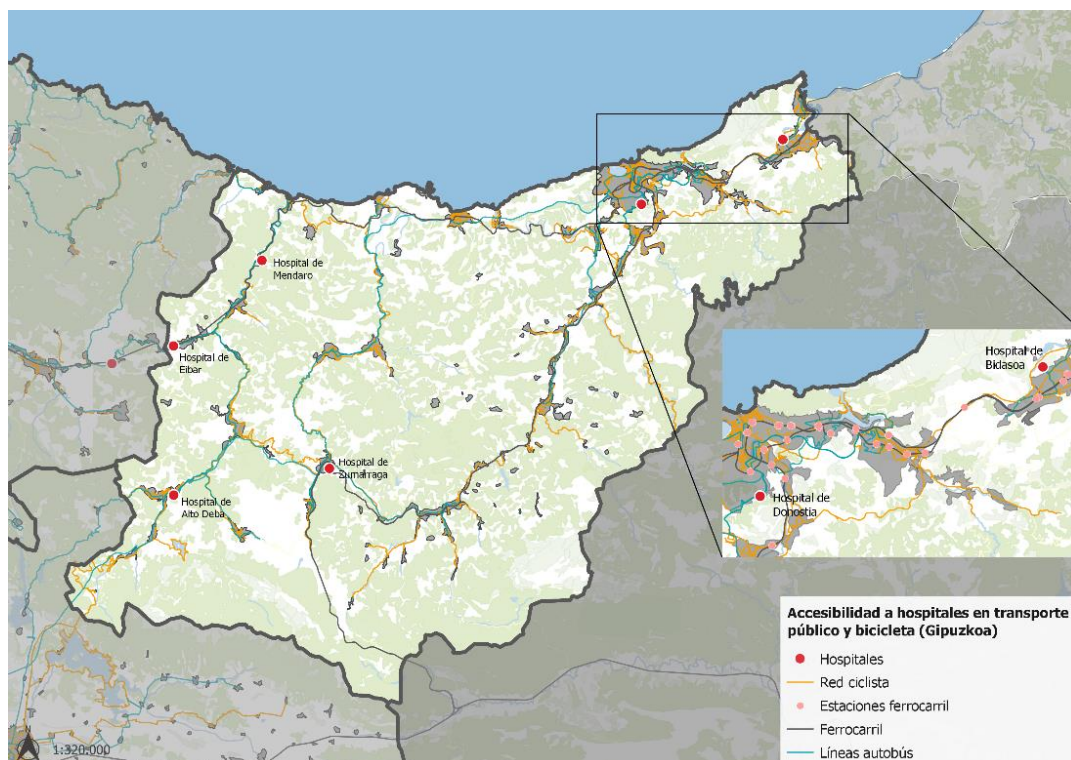 Hospital de
Mendaro
Hospital de
Eibar
Hospital de
Zumarraga
Hospital de
Alto Deba
Hospital de
Bidasoa
Hospital de
Donostia
Accesibilidad a hospitales en transporte
público y bicicleta (Gipuzkoa)
Hospitales
Red ciclista
Estaciones ferrocarril
Ferrocarril
Líneas autobús
N
1:320.000